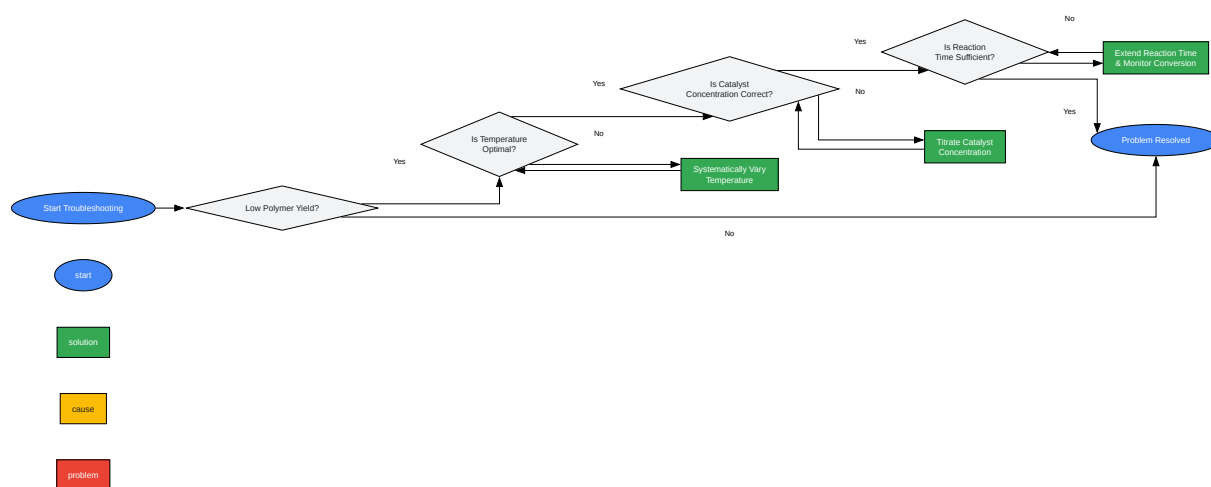 No
Yes
Is Reaction
Time Sufficient?
Extend Reaction Time
& Monitor Conversion
Yes
Is Catalyst
Concentration Correct?
No
Yes
Is Temperature
Optimal?
No
Titrate Catalyst
Concentration
Problem Resolved
Yes
Systematically Vary
Temperature
Start Troubleshooting
Low Polymer Yield?
No
start
solution
cause
problem